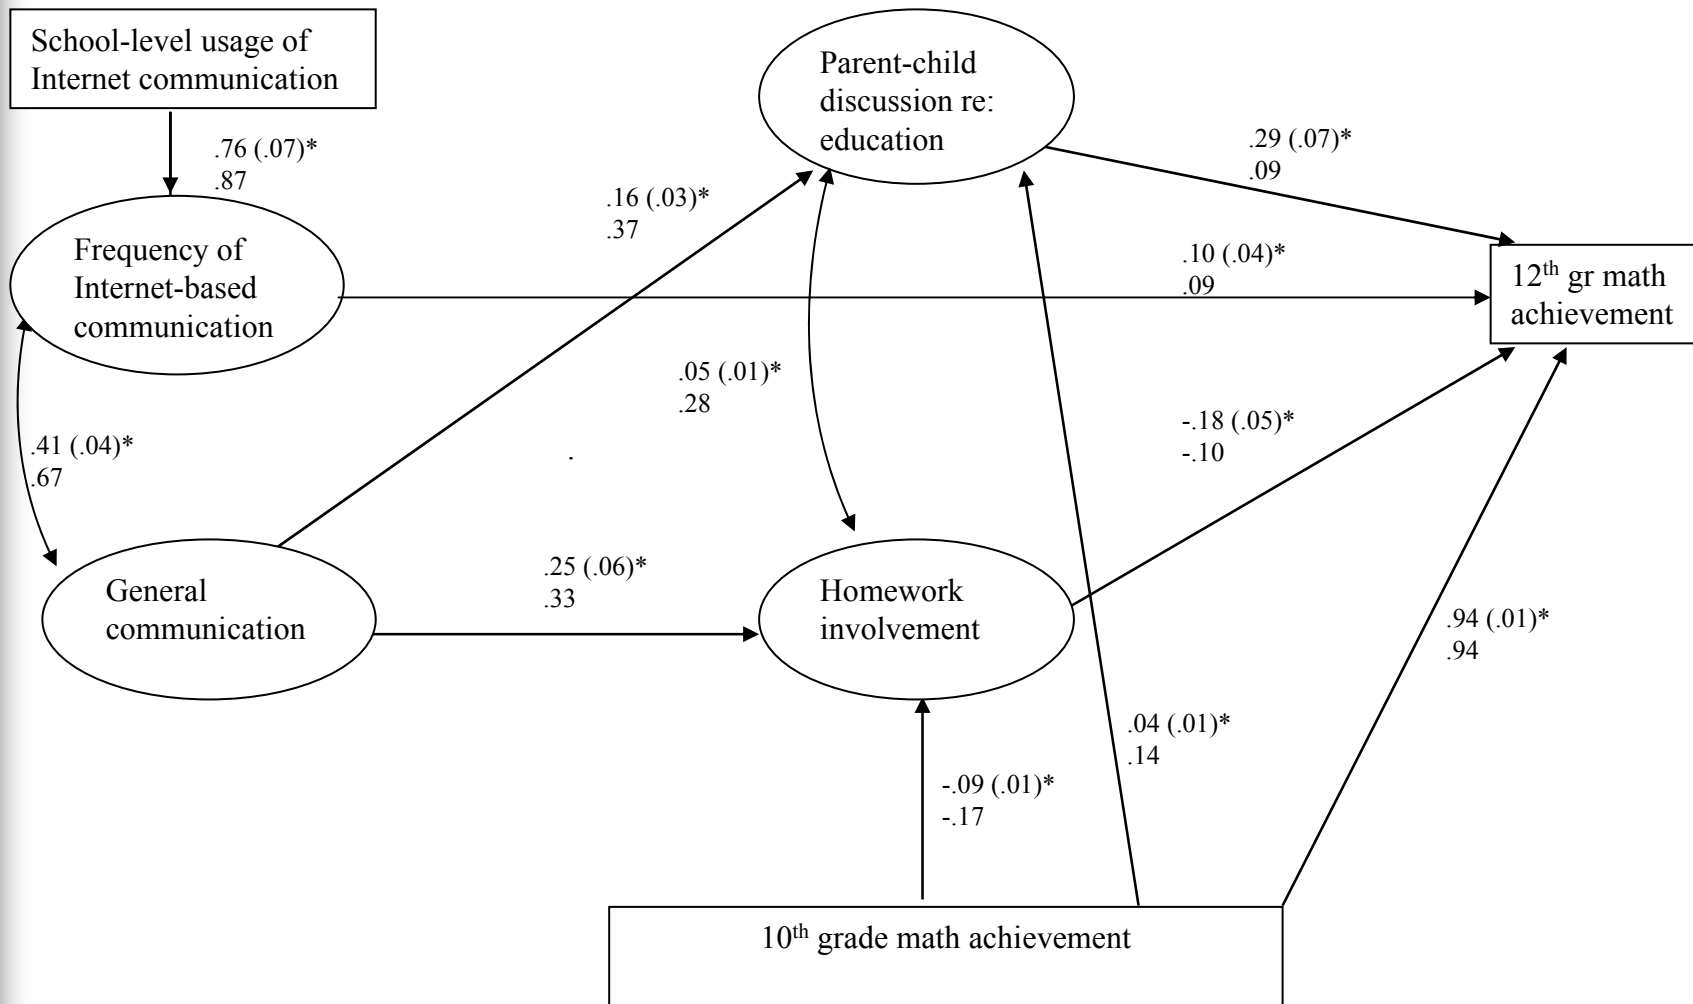 School-level usage of
Internet communication
.76 (.07)*
.87
Frequency of
Internet-based
communication
.41 (.04)*
.67
General
communication
.16 (.03)*
.37
.25 (.06)*
.33
Parent-child
discussion re:
education
.05 (.01)*
.28
.
Homework
involvement
.29 (.07)*
.09
.10 (.04)*
.09
12th gr math
achievement
-.18 (.05)*
-.10
.94 (.01)*
.94
.04 (.01)*
.14
-.09 (.01)*
-.17
10th grade math achievement